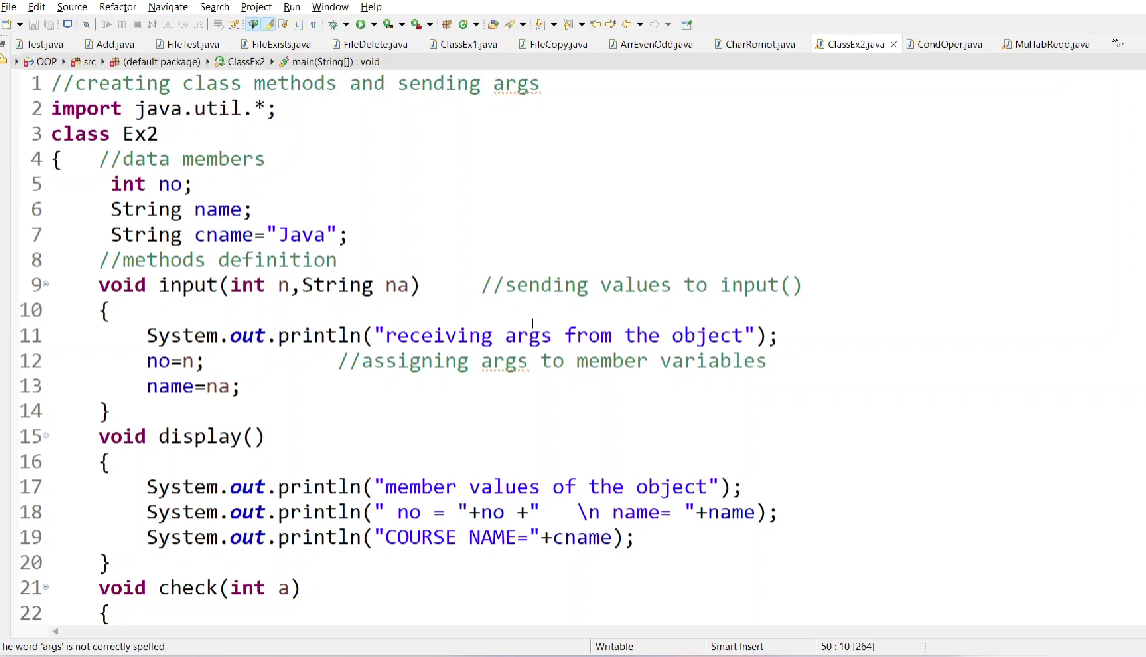 File Edit Source Refactor Navigate Search Project Run Window Help
Test.java Add.java FileTest.java FileExists.java FileDelete.java ClassEx1.java FileCopy.java ArrEvenOdd.java CharRornot.java ClassEx2.java CondOper.java MulTabReqd.java
OOP src (default package) ClassEx2 main(String[]) : void
1 //creating class methods and sending args
2 import java.util.*;
3 class Ex2
4 { //data members
5 int no;
6 String name;
7 String cname="Java";
8 //methods definition
9 void input(int n,String na) //sending values to input()
10 {
11 System.out.println("receiving args from the object");
12 no=n; //assigning args to member variables
13 name=na;
14 }
15 void display()
16 {
17 System.out.println("member values of the object");
18 System.out.println(" no = "+no +" \n name= "+name);
19 System.out.println("COURSE NAME="+cname);
20 }
21 void check(int a)
22 {
he word 'args' is not correctly spelled Writable Smart Insert 50 : 10 [264]